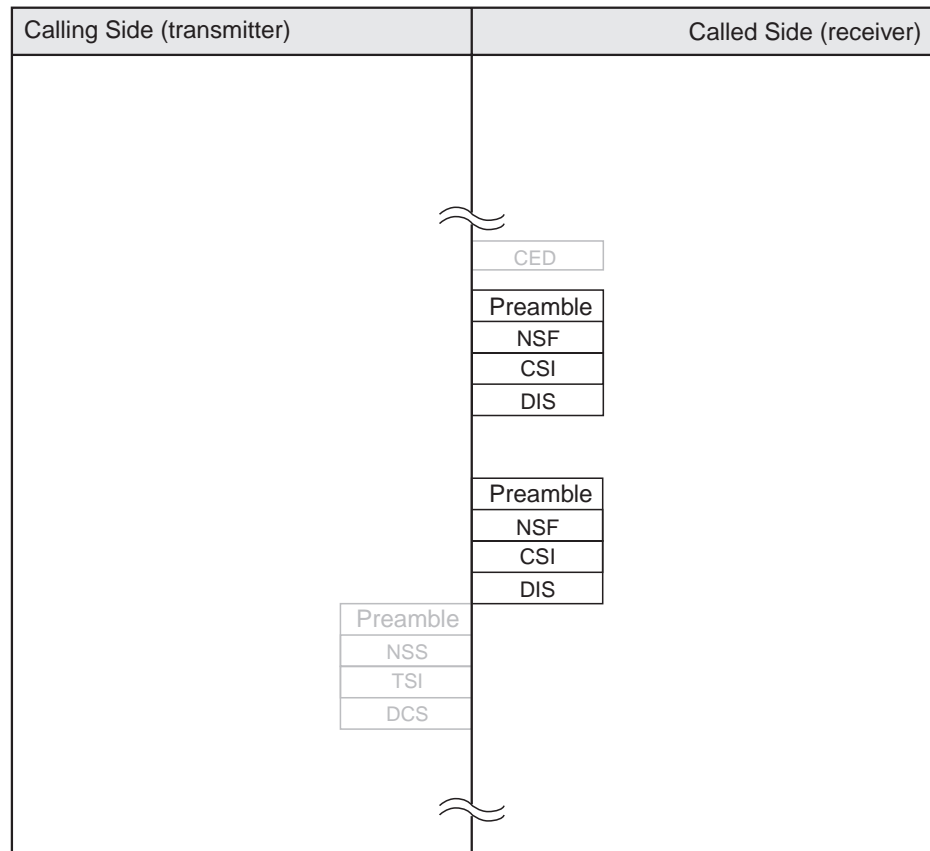 Calling Side (transmitter)
Called Side (receiver)
CED
Preamble
NSF
CSI
DIS
Preamble
NSF
CSI
DIS
Preamble
NSS
TSI
DCS